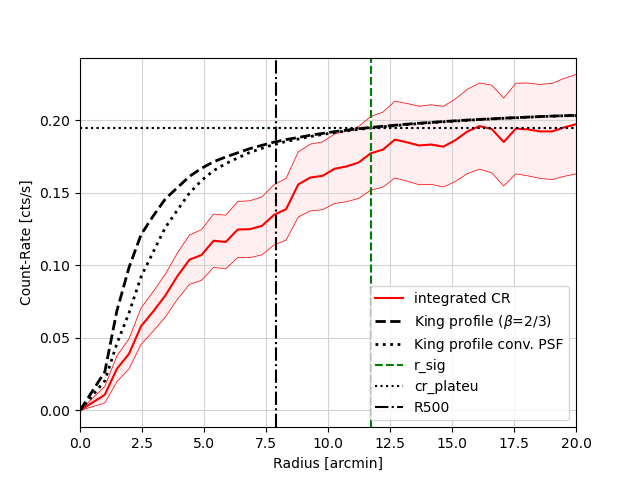 0.20
0.15
0.10
0.05
0.00
Count-Rate [cts/s]
integrated CR
King profile (β=2/3)
King profile conv. PSF
r_sig
cr_plateu
R500
0.0 2.5 5.0 7.5 10.0 12.5 15.0 17.5 20.0
Radius [arcmin]